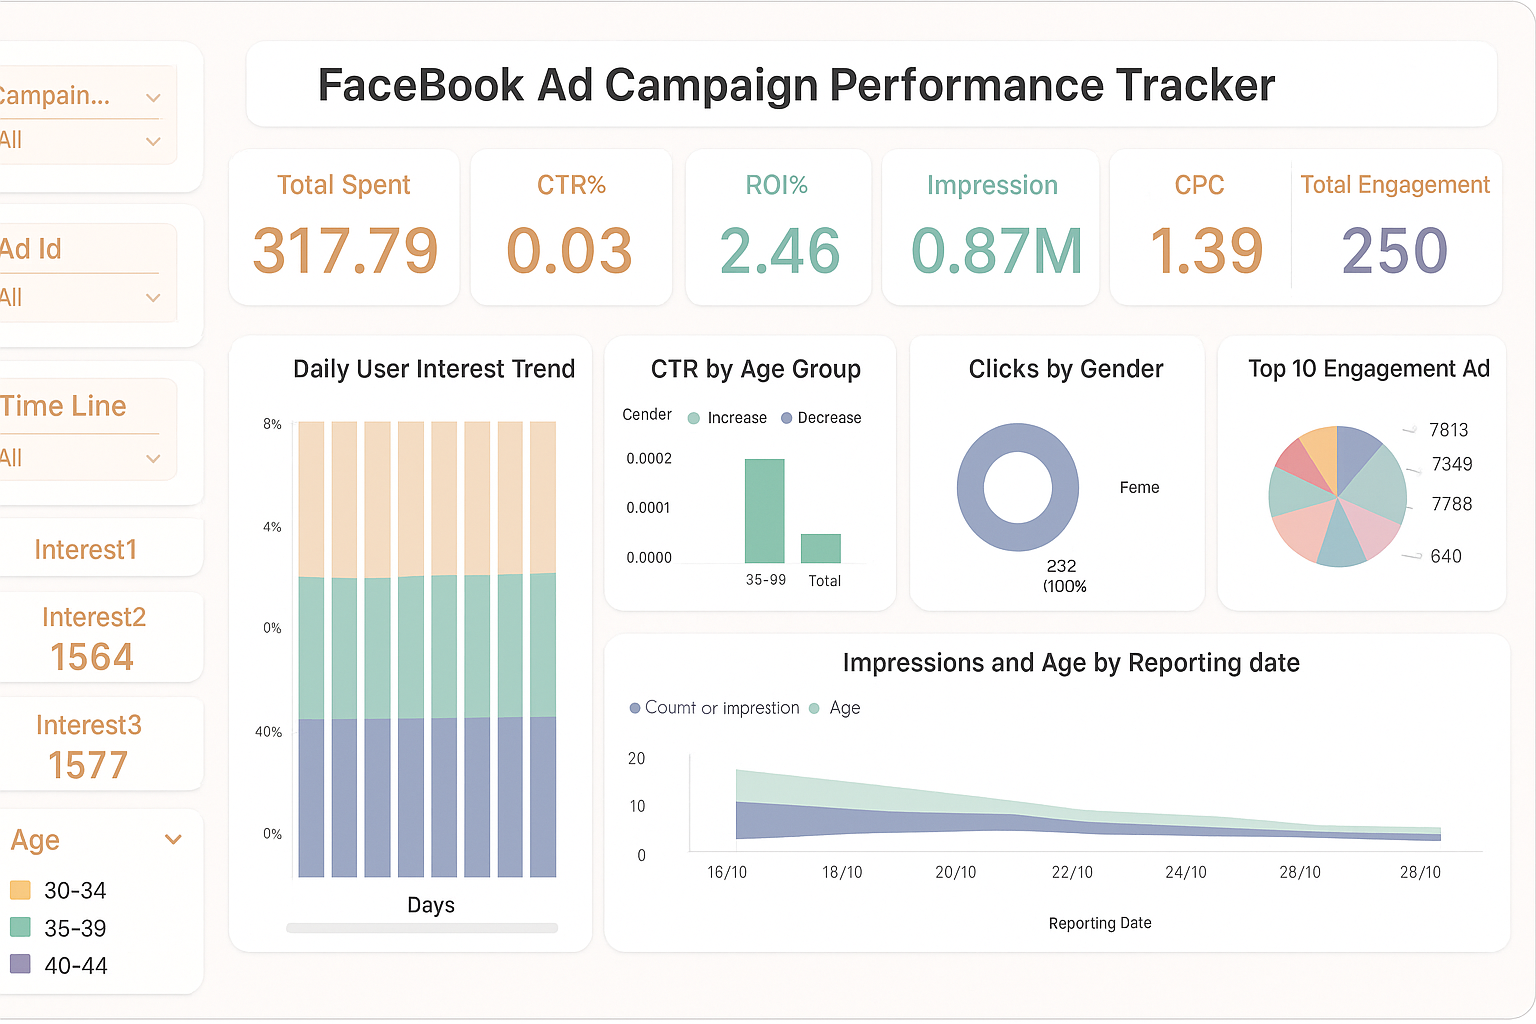 FaceBook Ad Campaign Performance Tracker
Campain...
All
Ad Id
All
Time Line
All
Interest1
Interest2
1564
Interest3
1577
Age
30-34
35-39
40-44
Total Spent
317.79
CTR%
0.03
ROI%
2.46
Impression
0.87M
CPC
1.39
Total Engagement
250
Daily User Interest Trend
8%
4%
0%
40%
0%
Days
CTR by Age Group
Cender Increase Decrease
0.0002
0.0001
0.0000
35-99 Total
Clicks by Gender
Feme
232
(100%
Top 10 Engagement Ad
7813
7349
7788
640
Impressions and Age by Reporting date
Coumt or imprestion Age
20
10
0
16/10 18/10 20/10 22/10 24/10 28/10 28/10
Reporting Date